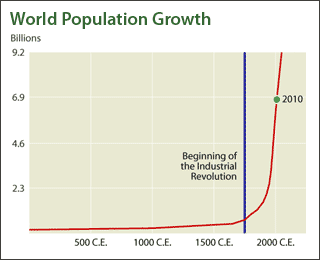 World Population Growth
Billions
9.2
6.9
2010
4.6
Beginning of
the Industrial
Revolution
2.3
500 C.E. 1000 C.E. 1500 C.E. 2000 C.E.